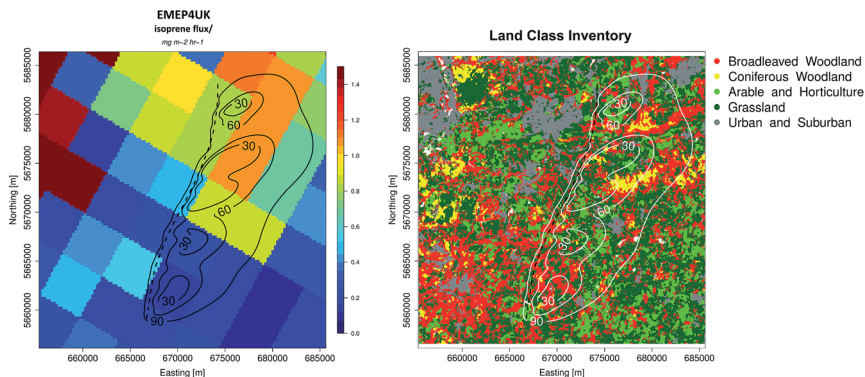 EMEP4UK
isoprene flux/
mg m-2 hr-1
Northing [m]
5685000
5680000
5675000
5670000
5665000
5660000
30
60
30
60
30
30
90
660000 665000 670000 675000 680000 685000
Easting [m]
1.4
1.2
1.0
0.8
0.6
0.4
0.2
0.0
Land Class Inventory
Northing [m]
5685000
5680000
5675000
5670000
5665000
5660000
30
60
30
60
30
30
90
660000 665000 670000 675000 680000 685000
Easting [m]
Broadleaved Woodland
Coniferous Woodland
Arable and Horticulture
Grassland
Urban and Suburban